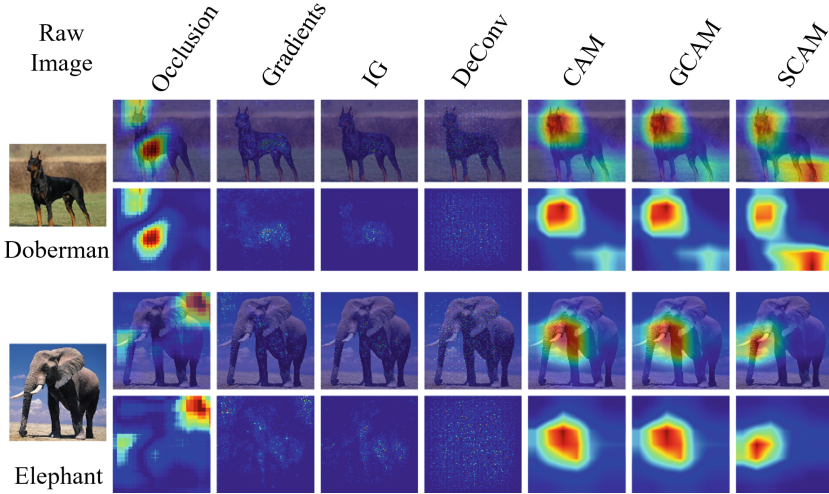 Raw
Image
Occlusion
Gradients
IG
DeConv
CAM
GCAM
SCAM
Doberman
Elephant